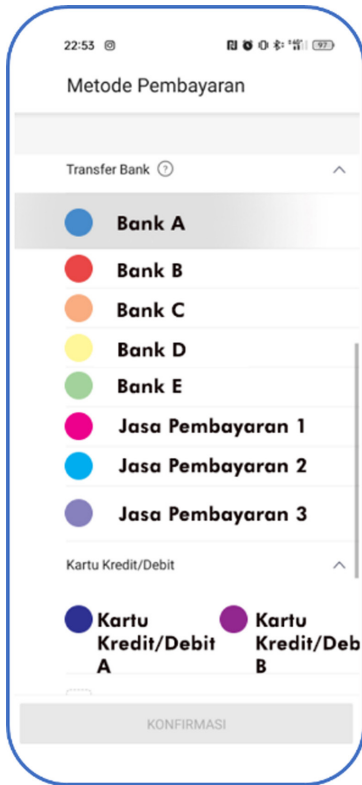 22:53
97
Metode Pembayaran
Transfer Bank ?
Bank A
Bank B
Bank C
Bank D
Bank E
Jasa Pembayaran 1
Jasa Pembayaran 2
Jasa Pembayaran 3
Kartu Kredit/Debit
Kartu
Kredit/Debit
A
Kartu
Kredit/Deb
B
KONFIRMASI